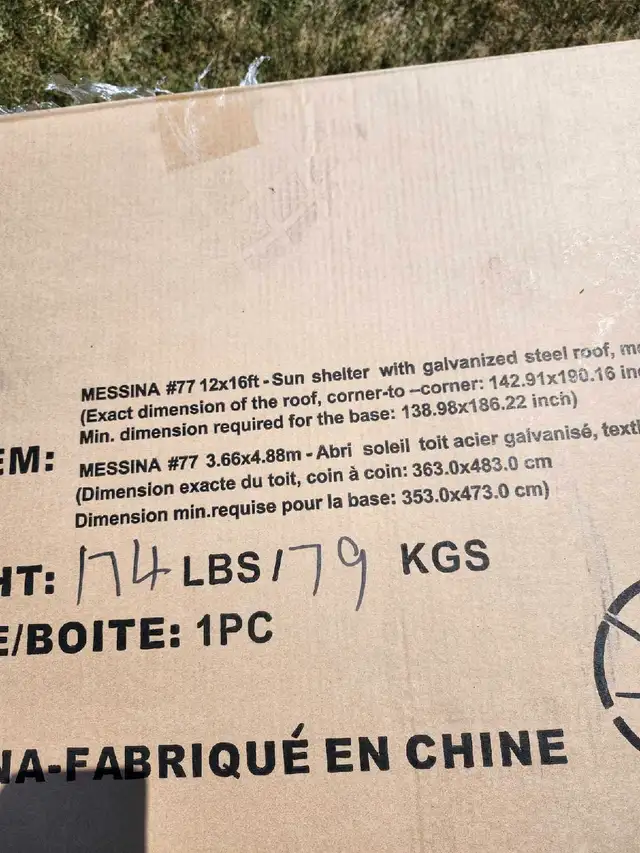 MESSINA #77 12x16ft - Sun shelter with galvanized steel roof,
(Exact dimension of the roof, corner-to –corner: 142.91x190.16
Min. dimension required for the base: 138.98x186.22 inch)
EM:
MESSINA #77 3.66x4.88m - Abri soleil toit acier galvanisé,
(Dimension exacte du toit, coin à coin: 363.0x483.0 cm
Dimension min.requise pour la base: 353.0x473.0 cm)
HT: 174 LBS / 79 KGS
E/BOITE: 1PC
NA-FABRIQUÉ EN CHINE